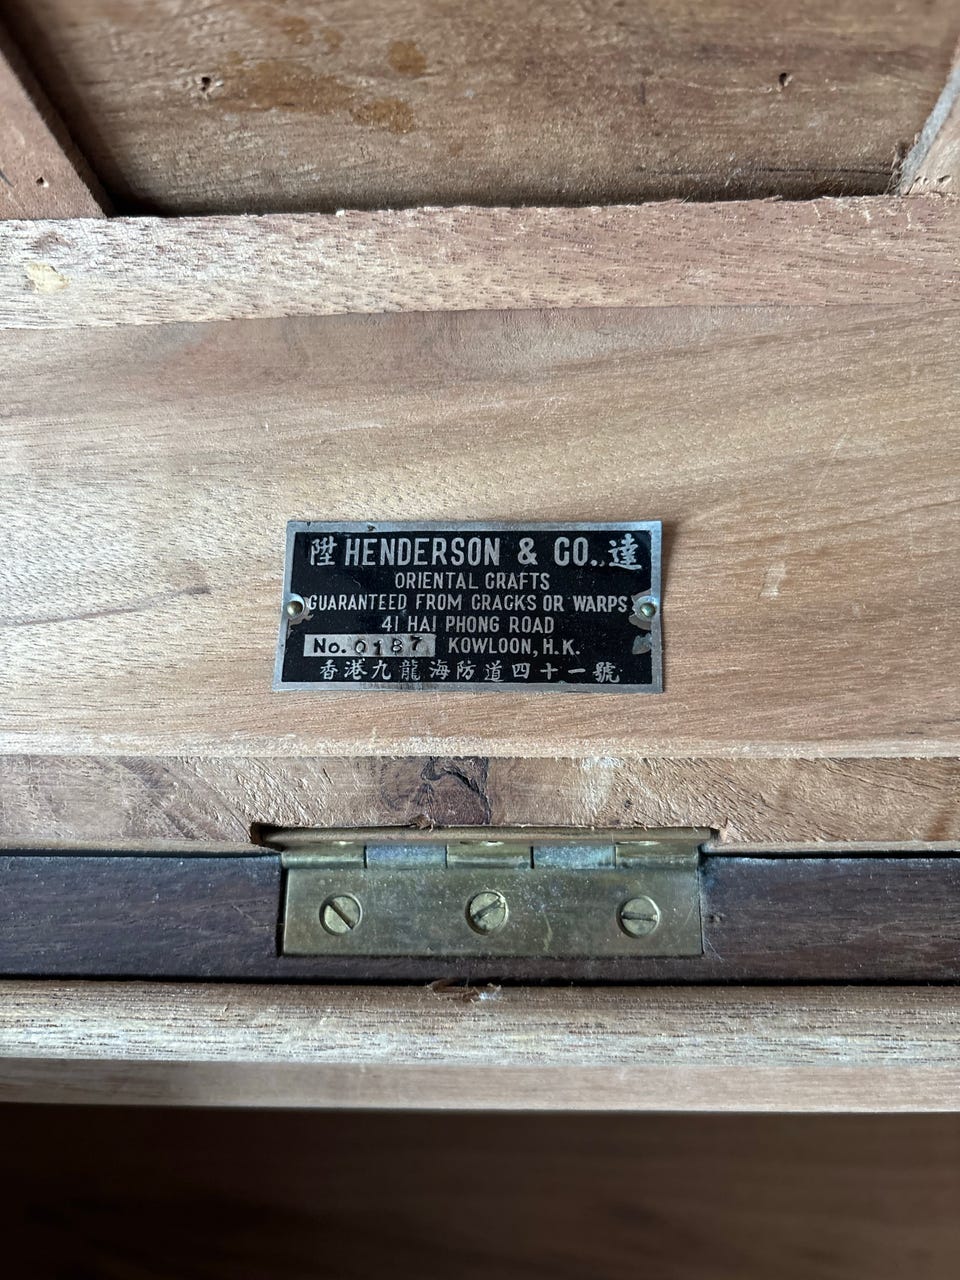 陞 HENDERSON & CO., 達
ORIENTAL CRAFTS
GUARANTEED FROM CRACKS OR WARPS
41 HAI PHONG ROAD
No. 0187 KOWLOON, H.K.
香港九龍海防道四十一號